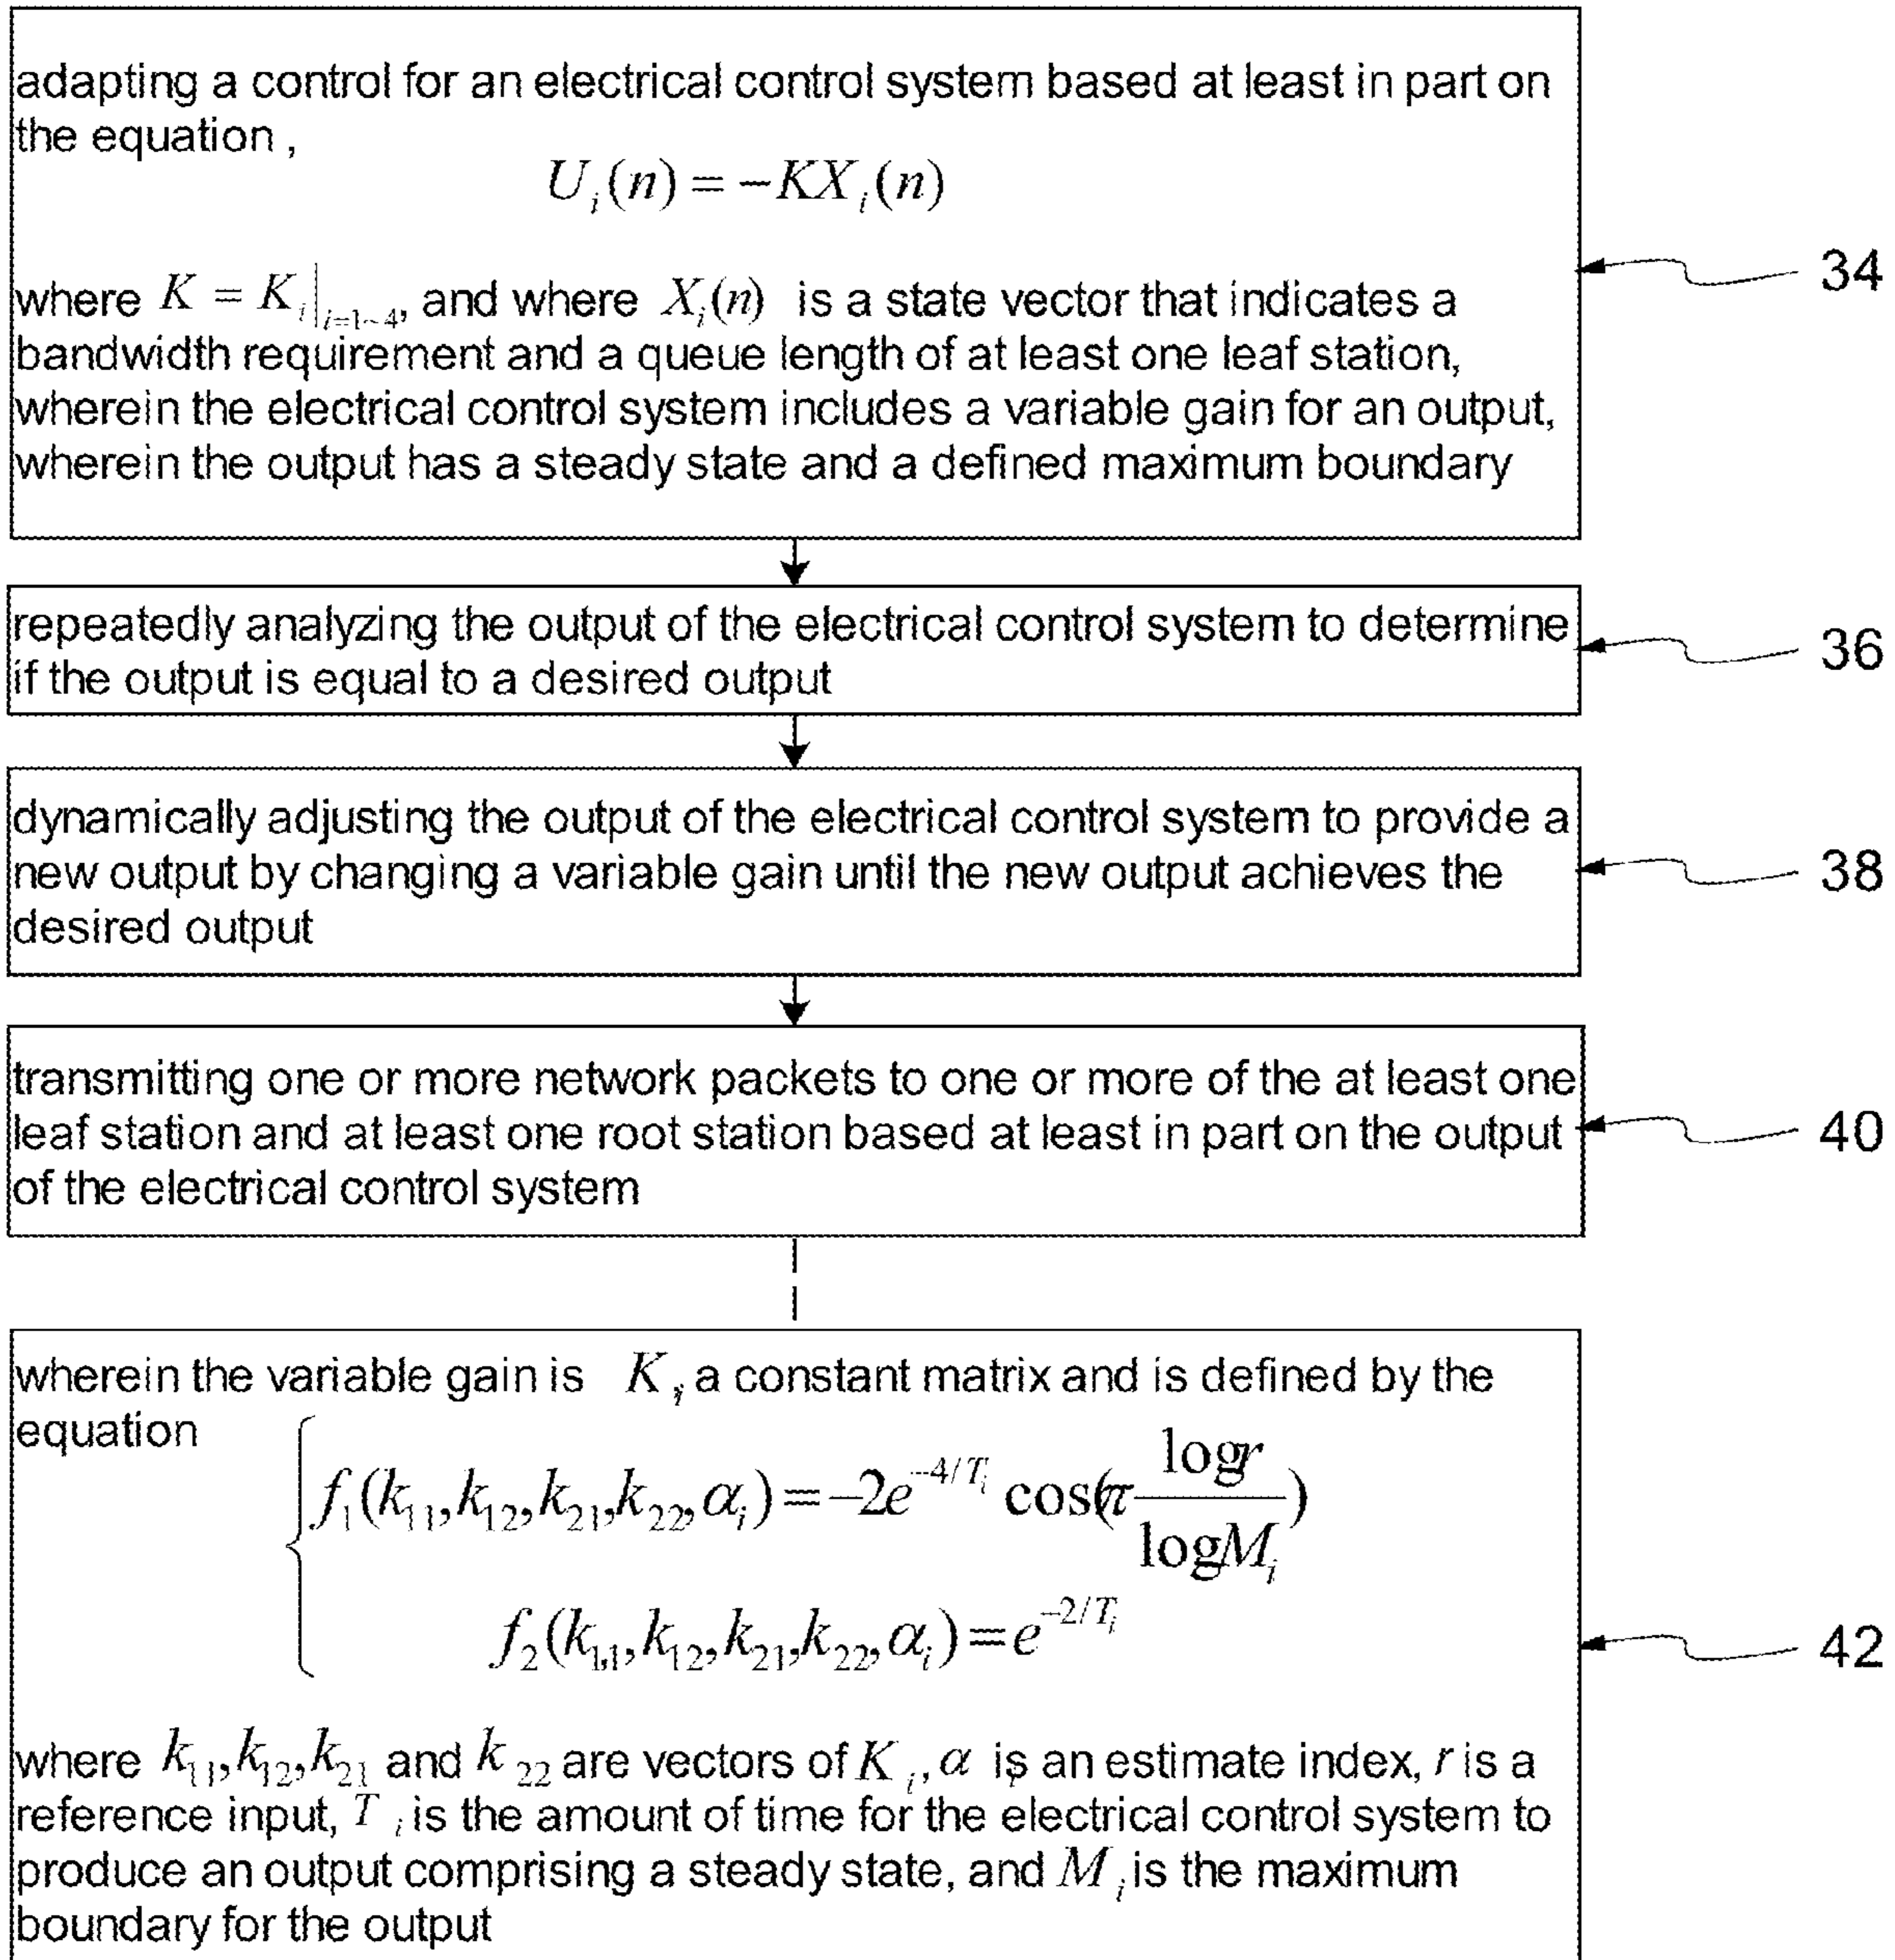 adapting a control for an electrical control system based at least in part on
the equation ,
U_i(n) = −KX_i(n)
where K = K_i|_{i=1~4}, and where X_i(n) is a state vector that indicates a
bandwidth requirement and a queue length of at least one leaf station,
wherein the electrical control system includes a variable gain for an output,
wherein the output has a steady state and a defined maximum boundary
34
repeatedly analyzing the output of the electrical control system to determine
if the output is equal to a desired output
36
dynamically adjusting the output of the electrical control system to provide a
new output by changing a variable gain until the new output achieves the
desired output
38
transmitting one or more network packets to one or more of the at least one
leaf station and at least one root station based at least in part on the output
of the electrical control system
40
wherein the variable gain is K_i, a constant matrix and is defined by the
equation
f_1(k_11,k_12,k_21,k_22,α_i) = −2e^{−4/T_i} cos(π logr/logM_i)
f_2(k_11,k_12,k_21,k_22,α_i) = e^{−2/T_i}
42
where k_11,k_12,k_21 and k_22 are vectors of K_i, α_i is an estimate index, r is a
reference input, T_i is the amount of time for the electrical control system to
produce an output comprising a steady state, and M_i is the maximum
boundary for the output